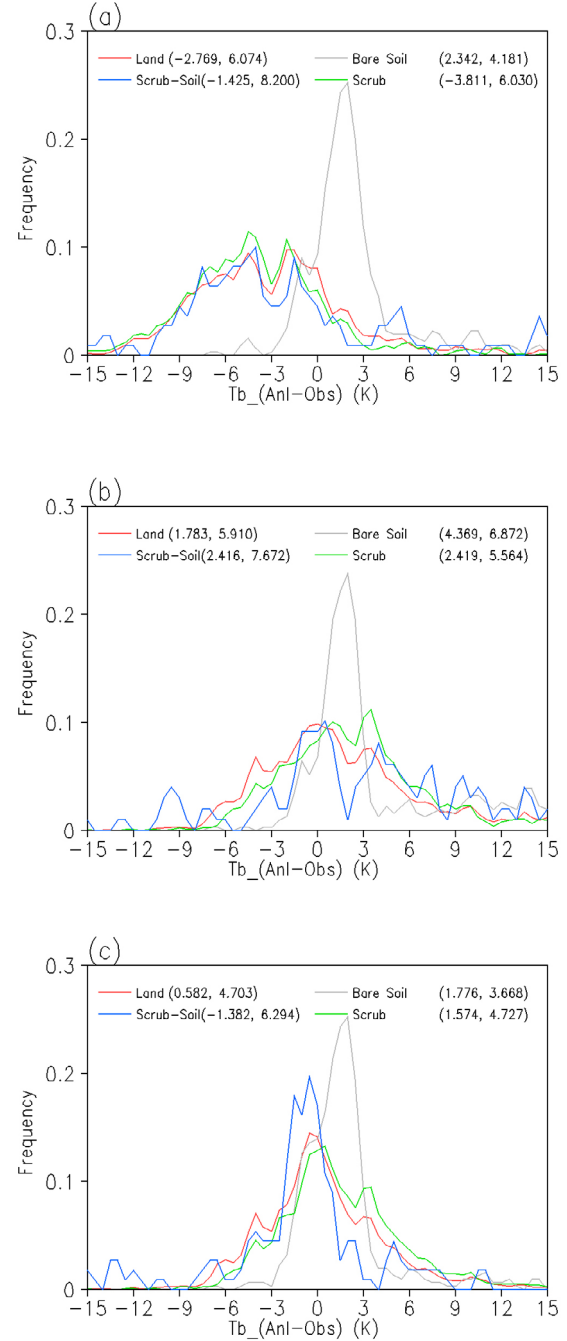 (a)
0.3
Land (−2.769, 6.074) Bare Soil (2.342, 4.181)
Scrub−Soil(−1.425, 8.200) Scrub (−3.811, 6.030)
0.2
Frequency
0.1
0
−15 −12 −9 −6 −3 0 3 6 9 12 15
Tb_(Anl−Obs) (K)
(b)
0.3
Land (1.783, 5.910) Bare Soil (4.369, 6.872)
Scrub−Soil(2.416, 7.672) Scrub (2.419, 5.564)
0.2
Frequency
0.1
0
−15 −12 −9 −6 −3 0 3 6 9 12 15
Tb_(Anl−Obs) (K)
(c)
0.3
Land (0.582, 4.703) Bare Soil (1.776, 3.668)
Scrub−Soil(−1.382, 6.294) Scrub (1.574, 4.727)
0.2
Frequency
0.1
0
−15 −12 −9 −6 −3 0 3 6 9 12 15
Tb_(Anl−Obs) (K)